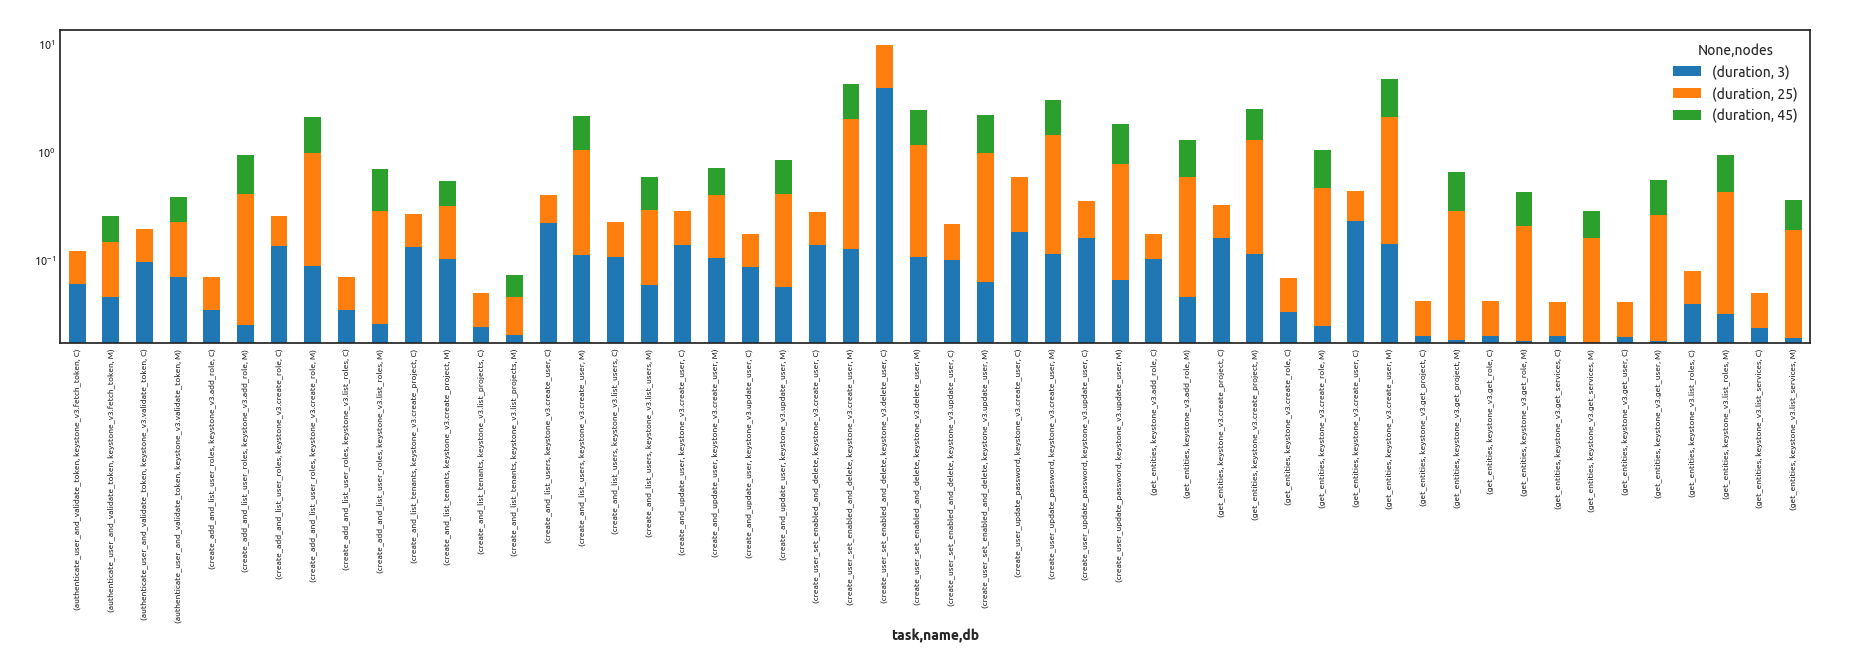 10¹
10⁰
10⁻¹
None,nodes
(duration, 3)
(duration, 25)
(duration, 45)
(authenticate_user_and_validate_token, keystone_v3.fetch_token, C)
(authenticate_user_and_validate_token, keystone_v3.fetch_token, M)
(authenticate_user_and_validate_token, keystone_v3.validate_token, C)
(authenticate_user_and_validate_token, keystone_v3.validate_token, M)
(create_add_and_list_user_roles, keystone_v3.add_role, C)
(create_add_and_list_user_roles, keystone_v3.add_role, M)
(create_add_and_list_user_roles, keystone_v3.create_role, C)
(create_add_and_list_user_roles, keystone_v3.create_role, M)
(create_add_and_list_user_roles, keystone_v3.list_roles, C)
(create_add_and_list_user_roles, keystone_v3.list_roles, M)
(create_and_list_tenants, keystone_v3.create_project, C)
(create_and_list_tenants, keystone_v3.create_project, M)
(create_and_list_tenants, keystone_v3.list_projects, C)
(create_and_list_tenants, keystone_v3.list_projects, M)
(create_and_list_users, keystone_v3.create_user, C)
(create_and_list_users, keystone_v3.create_user, M)
(create_and_list_users, keystone_v3.list_users, C)
(create_and_list_users, keystone_v3.list_users, M)
(create_and_update_user, keystone_v3.create_user, C)
(create_and_update_user, keystone_v3.create_user, M)
(create_and_update_user, keystone_v3.update_user, C)
(create_and_update_user, keystone_v3.update_user, M)
(create_user_set_enabled_and_delete, keystone_v3.create_user, C)
(create_user_set_enabled_and_delete, keystone_v3.create_user, M)
(create_user_set_enabled_and_delete, keystone_v3.delete_user, C)
(create_user_set_enabled_and_delete, keystone_v3.delete_user, M)
(create_user_set_enabled_and_delete, keystone_v3.update_user, C)
(create_user_set_enabled_and_delete, keystone_v3.update_user, M)
(create_user_update_password, keystone_v3.create_user, C)
(create_user_update_password, keystone_v3.create_user, M)
(create_user_update_password, keystone_v3.update_user, C)
(create_user_update_password, keystone_v3.update_user, M)
(get_entities, keystone_v3.add_role, C)
(get_entities, keystone_v3.add_role, M)
(get_entities, keystone_v3.create_project, C)
(get_entities, keystone_v3.create_project, M)
(get_entities, keystone_v3.create_role, C)
(get_entities, keystone_v3.create_role, M)
(get_entities, keystone_v3.create_user, C)
(get_entities, keystone_v3.create_user, M)
(get_entities, keystone_v3.get_project, C)
(get_entities, keystone_v3.get_project, M)
(get_entities, keystone_v3.get_role, C)
(get_entities, keystone_v3.get_role, M)
(get_entities, keystone_v3.get_services, C)
(get_entities, keystone_v3.get_services, M)
(get_entities, keystone_v3.get_user, C)
(get_entities, keystone_v3.get_user, M)
(get_entities, keystone_v3.list_roles, C)
(get_entities, keystone_v3.list_roles, M)
(get_entities, keystone_v3.list_services, C)
(get_entities, keystone_v3.list_services, M)
task,name,db